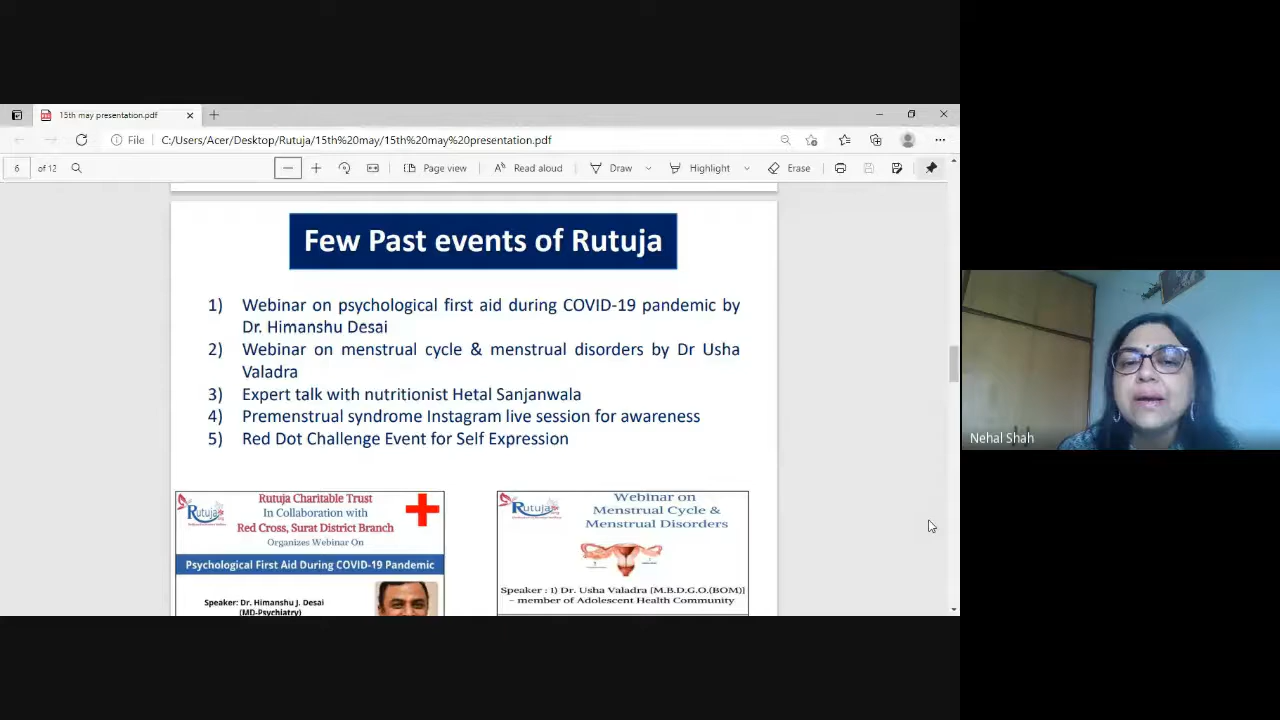 15th may presentation.pdf
File
C:/Users/Acer/Desktop/Rutuja/15th%20may/15th%20may%20presentation.pdf
6 of 12
Page view
Read aloud
Draw
Highlight
Erase
Few Past events of Rutuja
1) Webinar on psychological first aid during COVID-19 pandemic by
Dr. Himanshu Desai
2) Webinar on menstrual cycle & menstrual disorders by Dr Usha
Valadra
3) Expert talk with nutritionist Hetal Sanjanwala
4) Premenstrual syndrome Instagram live session for awareness
5) Red Dot Challenge Event for Self Expression
Rutuja
Rutuja Charitable Trust
In Collaboration with
Red Cross, Surat District Branch
Organizes Webinar On
Psychological First Aid During COVID-19 Pandemic
Speaker: Dr. Himanshu J. Desai
(MD-Psychiatry)
Rutuja
Webinar on
Menstrual Cycle &
Menstrual Disorders
Speaker : 1) Dr. Usha Valadra [M.B.D.G.O.(BOM)]
– member of Adolescent Health Community
Nehal Shah